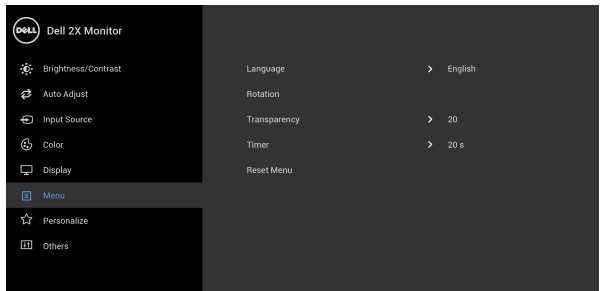 DELL Dell 2X Monitor
Brightness/Contrast Language > English
Auto Adjust Rotation
Input Source Transparency > 20
Color Timer > 20 s
Display Reset Menu
Menu
Personalize
Others